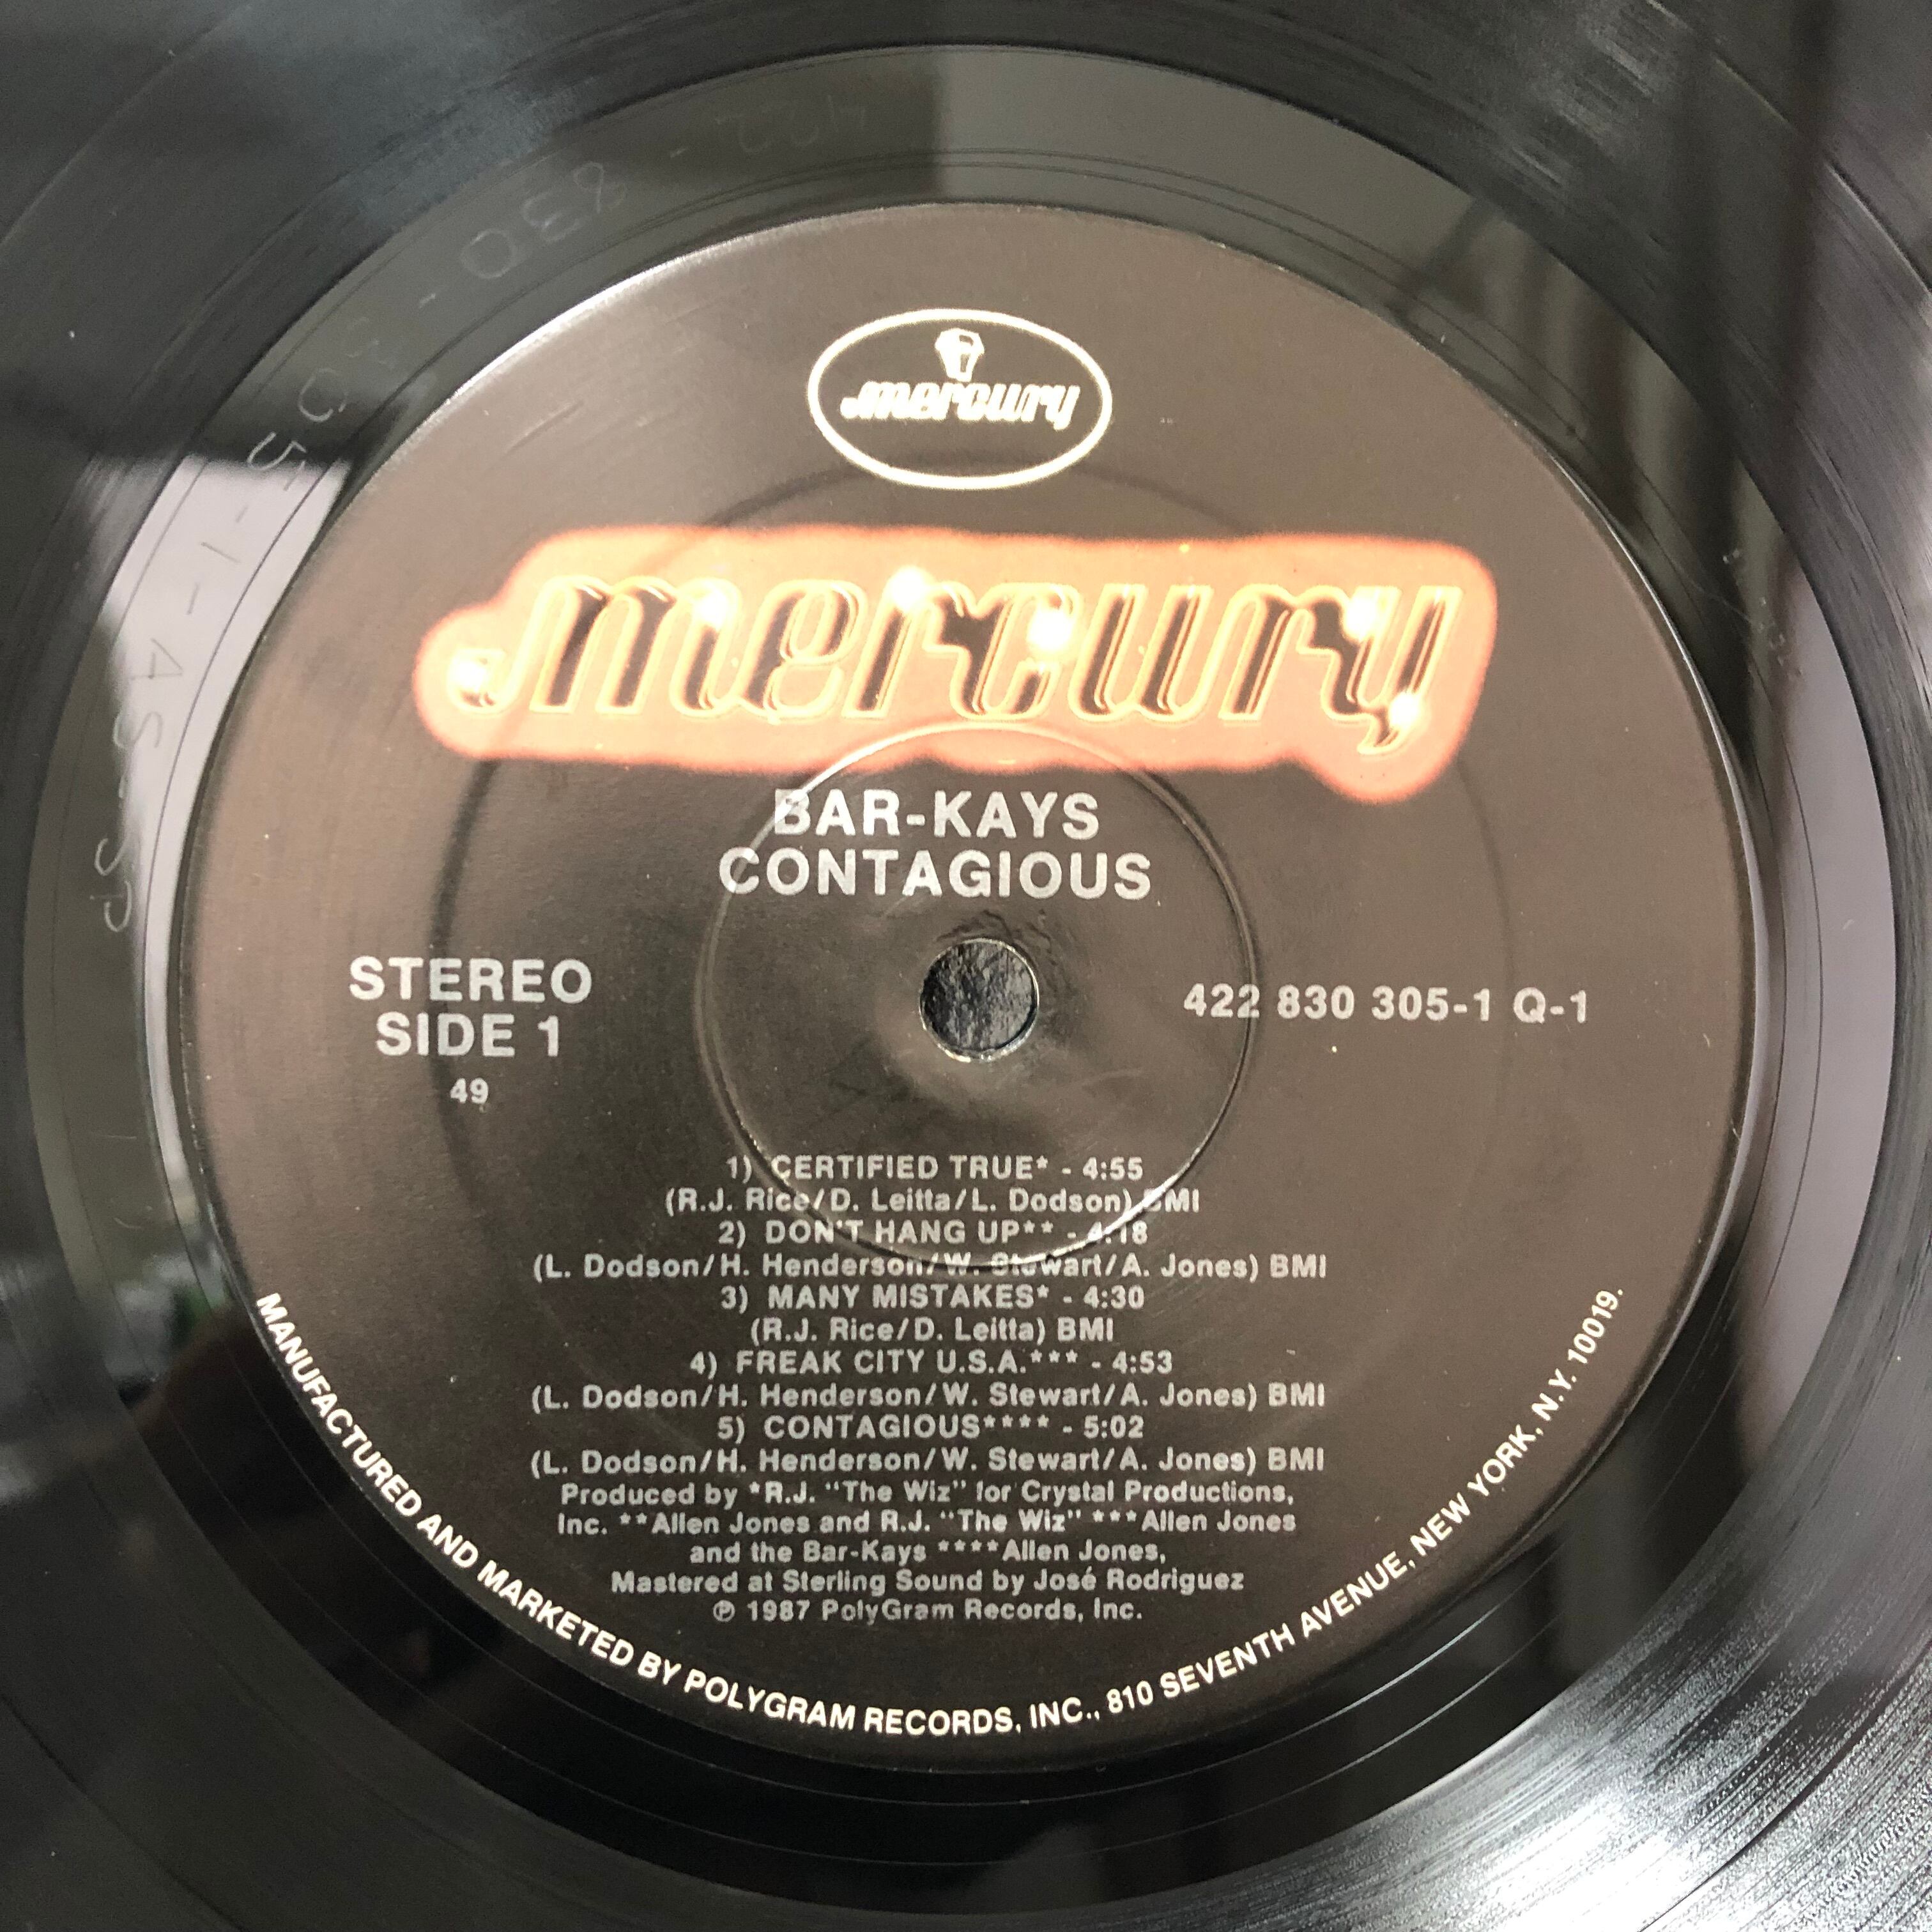 mercury
mercury
BAR-KAYS
CONTAGIOUS
STEREO
SIDE 1
49
422 830 305-1 Q-1
1) CERTIFIED TRUE* - 4:55
(R.J. Rice/D. Leitta/L. Dodson) BMI
2) DON'T HANG UP** - 4:18
(L. Dodson/H. Henderson/W. Stewart/A. Jones) BMI
3) MANY MISTAKES* - 4:30
(R.J. Rice/D. Leitta) BMI
4) FREAK CITY U.S.A.*** - 4:53
(L. Dodson/H. Henderson/W. Stewart/A. Jones) BMI
5) CONTAGIOUS**** - 5:02
(L. Dodson/H. Henderson/W. Stewart/A. Jones) BMI
Produced by *R.J. "The Wiz" for Crystal Productions,
Inc. **Allen Jones and R.J. "The Wiz" ***Allen Jones
and the Bar-Kays ****Allen Jones,
Mastered at Sterling Sound by José Rodriguez
℗ 1987 PolyGram Records, Inc.
MANUFACTURED AND MARKETED BY POLYGRAM RECORDS, INC., 810 SEVENTH AVENUE, NEW YORK, N.Y. 10019.